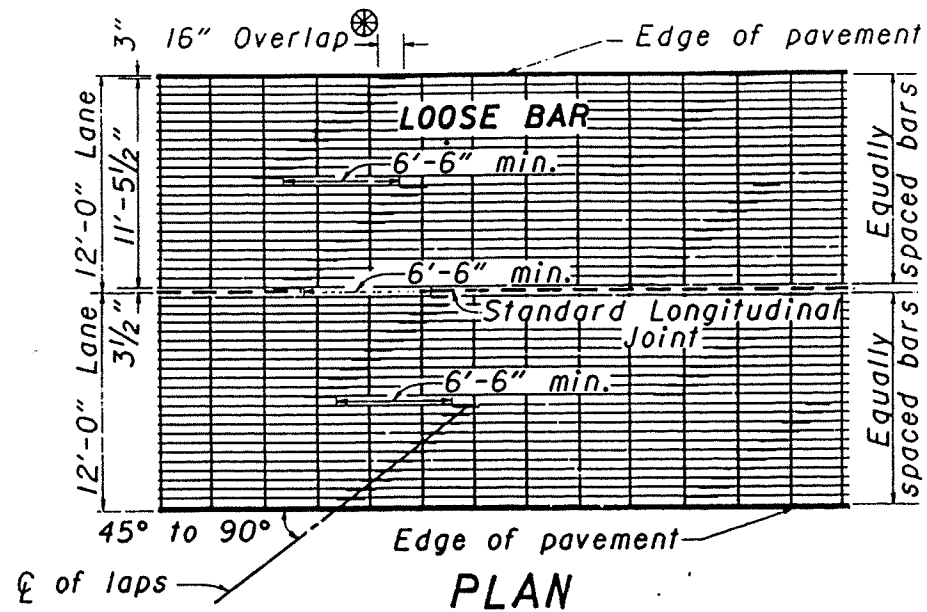 3"
16" Overlap
Edge of pavement
12'-0" Lane
11'-5½"
LOOSE BAR
6'-6" min.
Equally
spaced bars
6'-6" min.
Standard Longitudinal
Joint
12'-0" Lane
3½"
6'-6" min.
Equally
spaced bars
45° to 90°
Edge of pavement
℄ of laps
PLAN